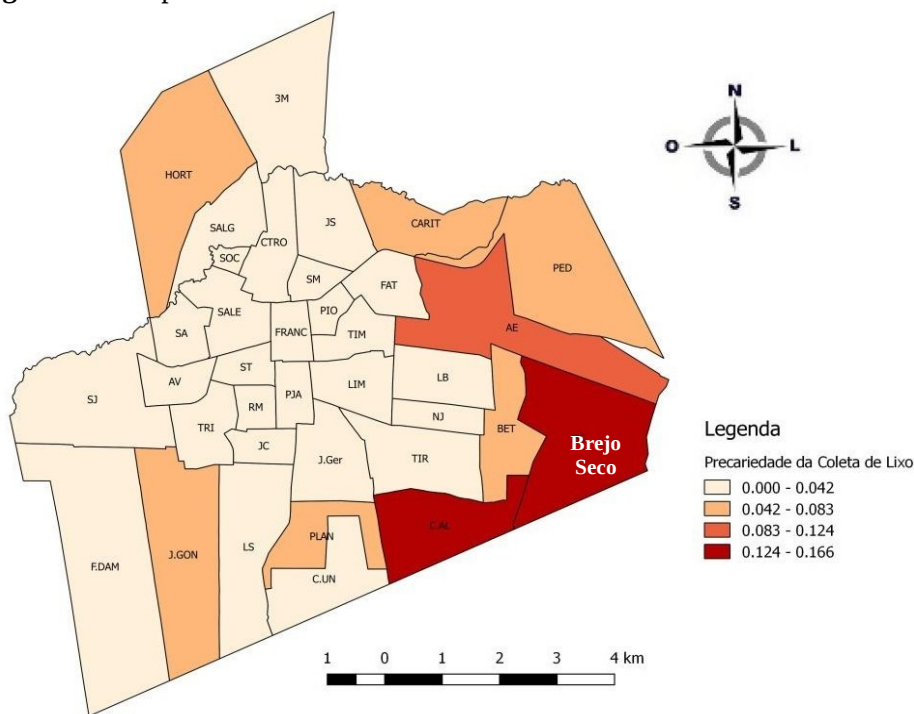 3M
N
O
L
S
HORT
SALG
CTRO
JS
CARIT
SOC
SM
FAT
PED
SA
SALE
FRANC
PIO
TIM
AE
SJ
AV
ST
RM
PJA
LIM
LB
NJ
BET
Brejo
Seco
TRI
JC
J.Ger
TIR
F.DAM
J.GON
LS
PLAN
C.AL
C.UN
Legenda
Precariedade da Coleta de Lixo
0.000 - 0.042
0.042 - 0.083
0.083 - 0.124
0.124 - 0.166
1 0 1 2 3 4 km